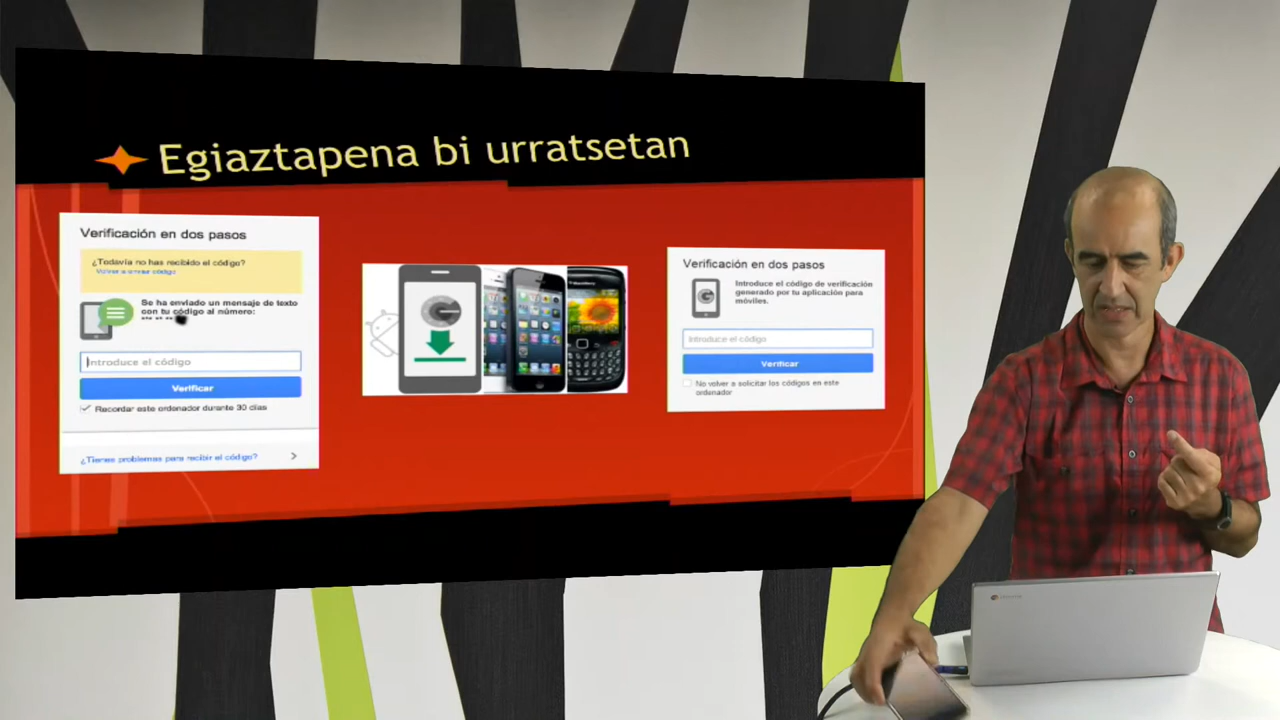 Egiaztapena bi urratsetan
Verificación en dos pasos
¿Todavía no has recibido el código?
Volver a enviar código
Se ha enviado un mensaje de texto
con tu código al número:
Introduce el código
Verificar
Recordar este ordenador durante 30 días
¿Tienes problemas para recibir el código?
Verificación en dos pasos
Introduce el código de verificación
generado por tu aplicación para
móviles.
Introduce el código
Verificar
No volver a solicitar los códigos en este
ordenador